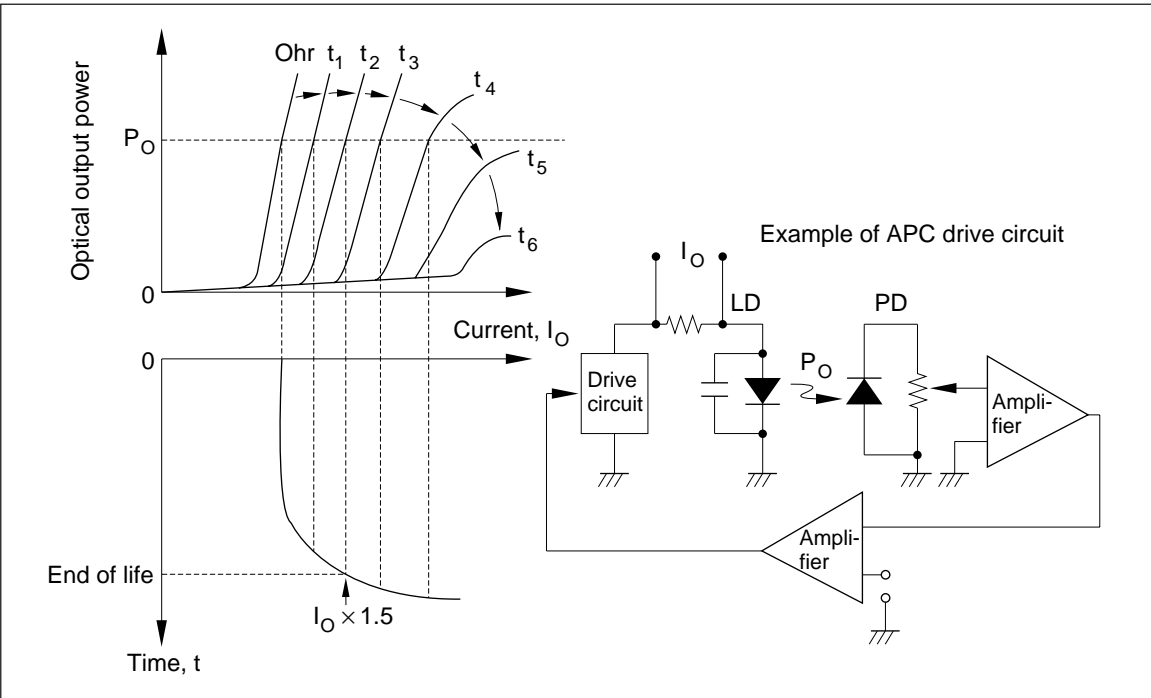 Optical output power
Ohr t1 t2 t3
t4
PO
t5
t6
0
Current, IO
0
End of life
IO × 1.5
Time, t
Example of APC drive circuit
IO
LD
PD
PO
Drive
circuit
Ampli-
fier
Ampli-
fier